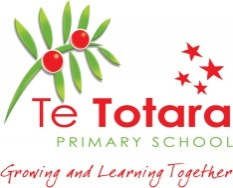 Te Totara
PRIMARY SCHOOL
Growing and Learning Together